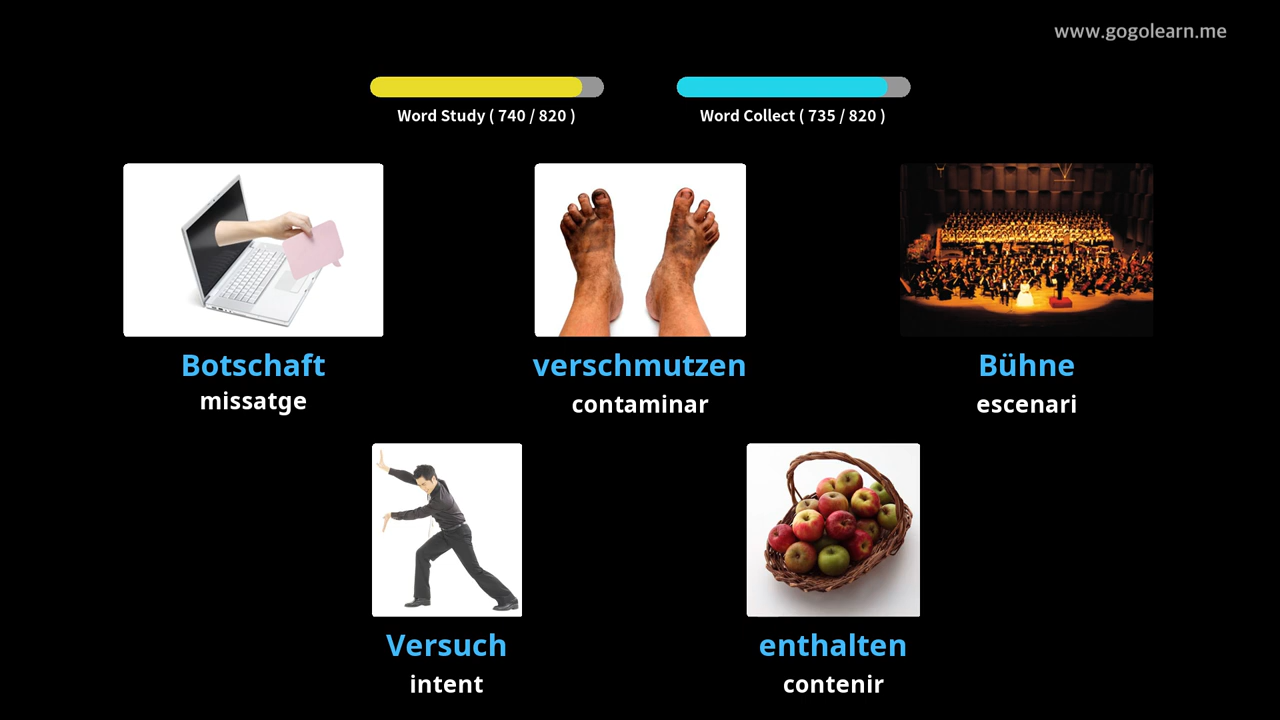 www.gogolearn.me
Word Study ( 740 / 820 )
Word Collect ( 735 / 820 )
Botschaft
missatge
verschmutzen
contaminar
Bühne
escenari
Versuch
intent
enthalten
contenir